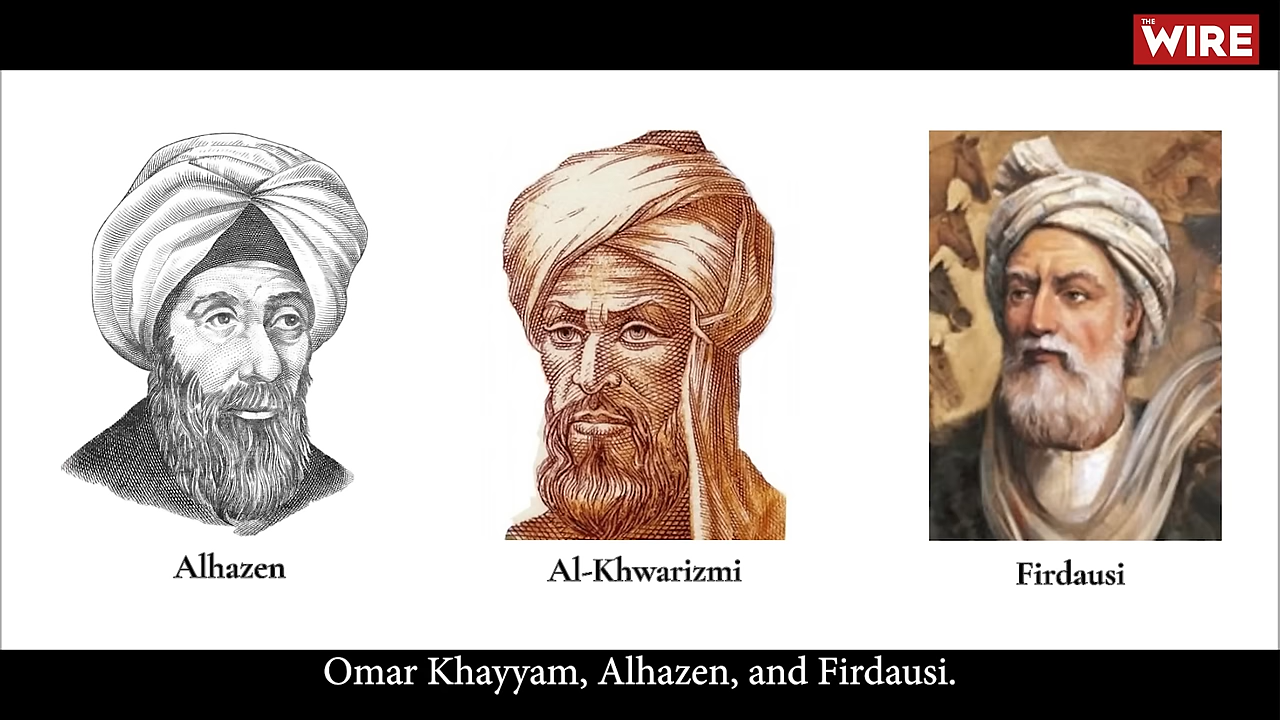 THE
WIRE
Alhazen
Al-Khwarizmi
Firdausi
Omar Khayyam, Alhazen, and Firdausi.